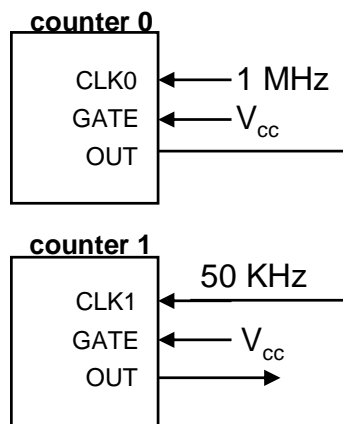 counter 0
CLK0 1 MHz
GATE Vcc
OUT
counter 1
50 KHz
CLK1
GATE Vcc
OUT